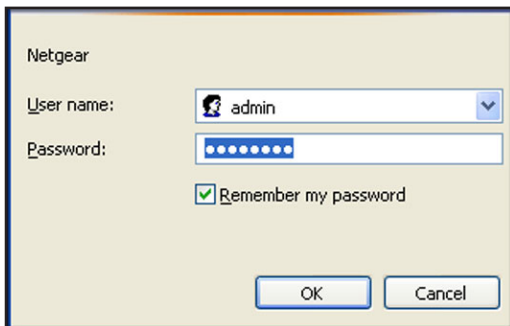 Netgear
User name: admin
Password: ●●●●●●●●
Remember my password
OK Cancel